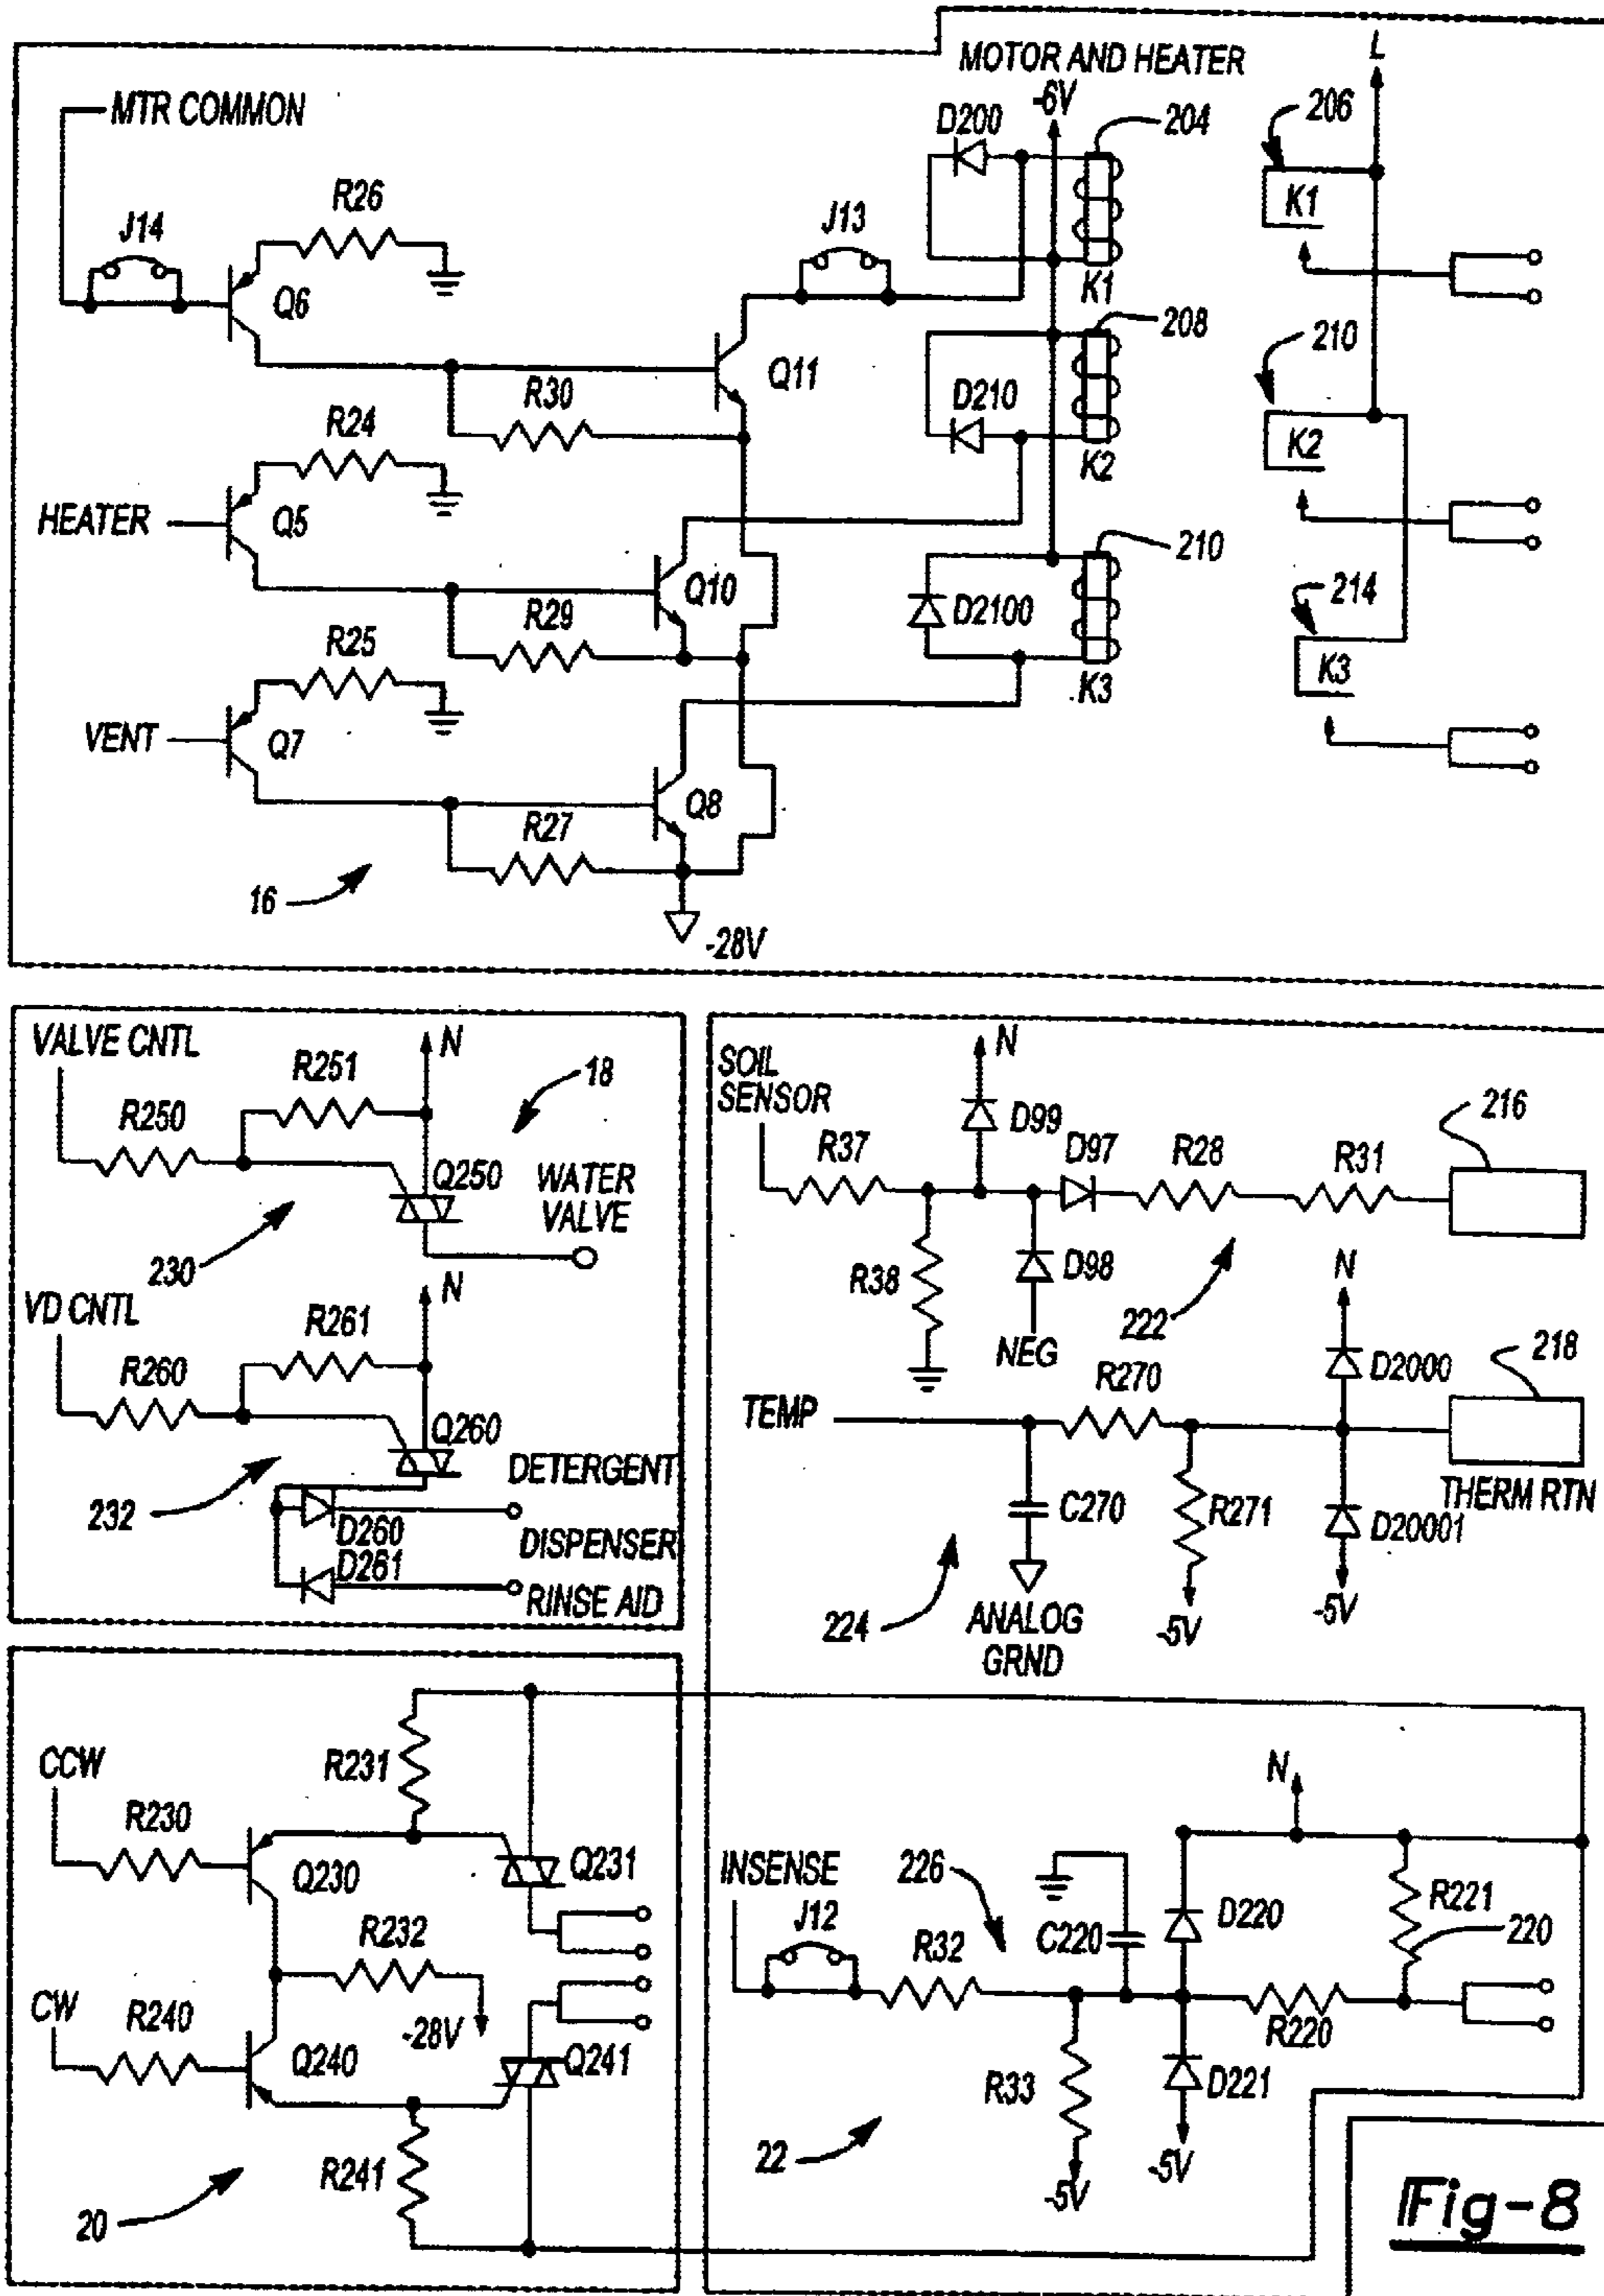 MOTOR AND HEATER
L
MTR COMMON
-6V
D200
204
206
K1
R26
J14
J13
Q6
K1
208
210
Q11
R30
D210
K2
R24
K2
HEATER
Q5
210
Q10
214
R29
D2100
R25
K3
K3
VENT
Q7
Q8
R27
16
-28V
VALVE CNTL
N
R251
18
R250
Q250
WATER
VALVE
230
N
VD CNTL
R261
R260
Q260
DETERGENT
232
D260
DISPENSER
D261
RINSE AID
SOIL
SENSOR
N
D99
216
R37
D97
R28
R31
R38
D98
222
N
NEG
218
R270
D2000
TEMP
C270
R271
THERM RTN
D20001
224
ANALOG
GRND
-5V
-5V
CCW
R231
R230
Q230
Q231
R232
CW
R240
-28V
Q240
Q241
R241
20
N
INSENSE
226
R221
J12
C220
D220
220
R32
R220
R33
D221
22
-5V
-5V
Fig-8